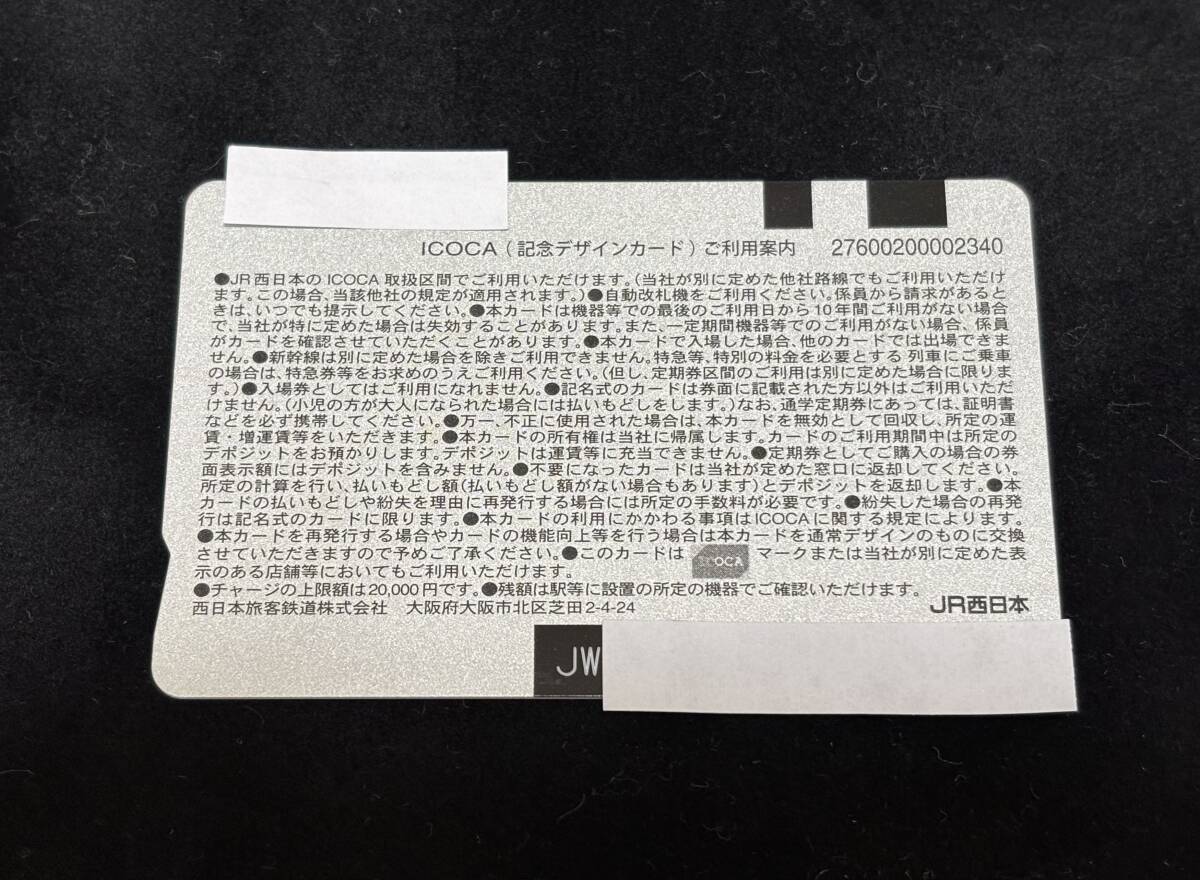 ICOCA(記念デザインカード)ご利用案内 27600200002340
●JR西日本のICOCA取扱区間でご利用いただけます。(当社が別に定めた他社路線でもご利用いただけ
ます。この場合、当該他社の規定が適用されます。)●自動改札機をご利用ください。係員から請求があると
きは、いつでも提示してください。●本カードは機器等での最後のご利用日から10年間ご利用がない場合
で、当社が特に定めた場合は失効することがあります。また、一定期間機器等でのご利用がない場合、係員
がカードを確認させていただくことがあります。●本カードで入場した場合、他のカードでは出場できま
せん。●新幹線は別に定めた場合を除きご利用できません。特急等、特別の料金を必要とする列車にご乗車
の場合は、特急券等をお求めのうえご利用ください。(但し、定期券区間のご利用は別に定めた場合に限りま
す。)●入場券としてはご利用になれません。●記名式のカードは券面に記載された方以外はご利用いただ
けません。(小児の方が大人になられた場合には払いもどしをします。)なお、通学定期券にあっては、証明書
などを必ず携帯してください。●万一、不正に使用された場合は、本カードを無効として回収し、所定の運
賃・増運賃等をいただきます。●本カードの所有権は当社に帰属します。カードのご利用期間中は所定の
デポジットをお預かりします。デポジットは運賃等に充当できません。●定期券としてご購入の場合の券
面表示額にはデポジットを含みません。●不要になったカードは当社が定めた窓口に返却してください。
所定の計算を行い、払いもどし額(払いもどし額がない場合もあります)とデポジットを返却します。●本
カードの払いもどしや紛失を理由に再発行する場合には所定の手数料が必要です。●紛失した場合の再発
行は記名式のカードに限ります。●本カードの利用にかかわる事項はICOCAに関する規定によります。
●本カードを再発行する場合やカードの機能向上等を行う場合は本カードを通常デザインのものに交換
させていただきますので予めご了承ください。●このカードは ICOCA マークまたは当社が別に定めた表
示のある店舗等においてもご利用いただけます。
●チャージの上限額は20,000円です。●残額は駅等に設置の所定の機器でご確認いただけます。
西日本旅客鉄道株式会社 大阪府大阪市北区芝田2-4-24 JR西日本
JW